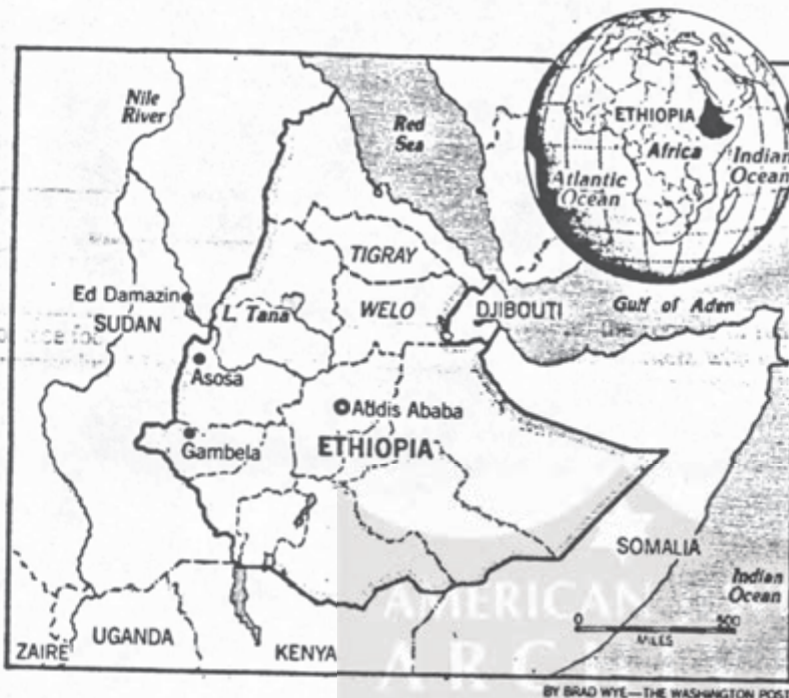 Nile
River
Red
Sea
ETHIOPIA
Africa
Indian
Ocean
Atlantic
Ocean
TIGRAY
Ed Damazin
SUDAN
L. Tana
WELO
DJIBOUTI
Gulf of Aden
Asosa
Addis Ababa
Gambela
ETHIOPIA
SOMALIA
Indian
Ocean
AMERICAN
0 500
MILES
ZAIRE
UGANDA
KENYA
ARCHI
BY BRAD WYE—THE WASHINGTON POST